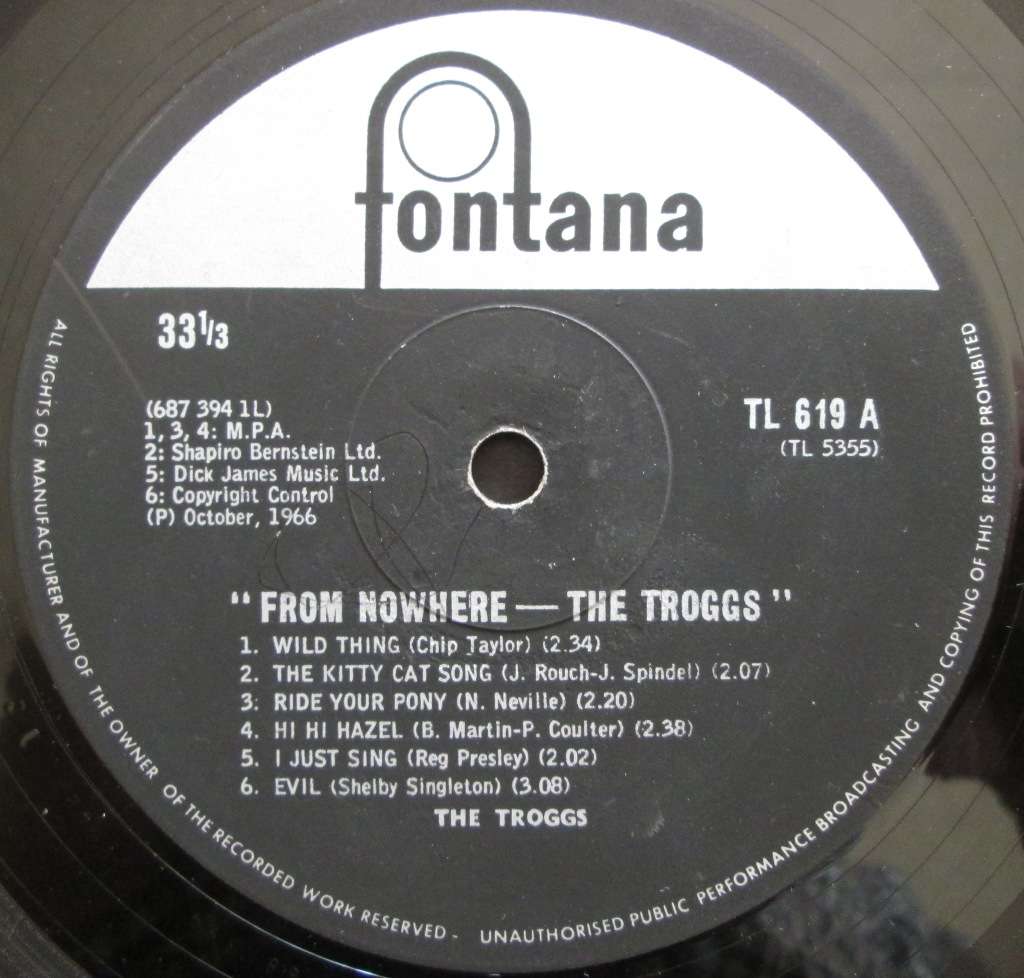 fontana
33 1/3
(687 394 1L)
1, 3, 4: M.P.A.
2: Shapiro Bernstein Ltd.
5: Dick James Music Ltd.
6: Copyright Control
(P) October, 1966
TL 619 A
(TL 5355)
"FROM NOWHERE — THE TROGGS"
1. WILD THING (Chip Taylor) (2.34)
2. THE KITTY CAT SONG (J. Rouch-J. Spindel) (2.07)
3: RIDE YOUR PONY (N. Neville) (2.20)
4. HI HI HAZEL (B. Martin-P. Coulter) (2.38)
5. I JUST SING (Reg Presley) (2.02)
6. EVIL (Shelby Singleton) (3.08)
THE TROGGS
ALL RIGHTS OF MANUFACTURER AND OF THE OWNER OF THE RECORDED WORK RESERVED - UNAUTHORISED PUBLIC PERFORMANCE BROADCASTING AND COPYING OF THIS RECORD PROHIBITED